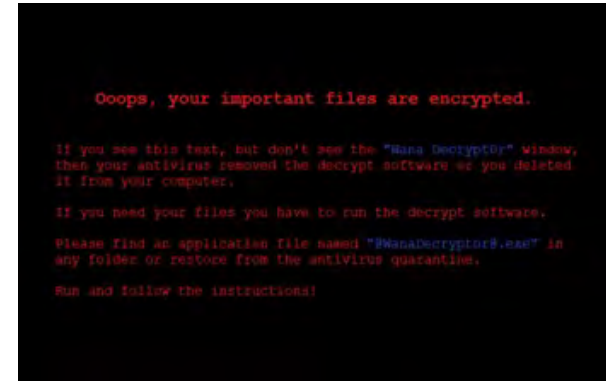 Ooops, your important files are encrypted.
If you see this text, but don't see the "Wana Decrypt0r" window,
then your antivirus removed the decrypt software or you deleted
it from your computer.
If you need your files you have to run the decrypt software.
Please find an application file named "@WanaDecryptor@.exe" in
any folder or restore from the antivirus quarantine.
Run and follow the instructions!